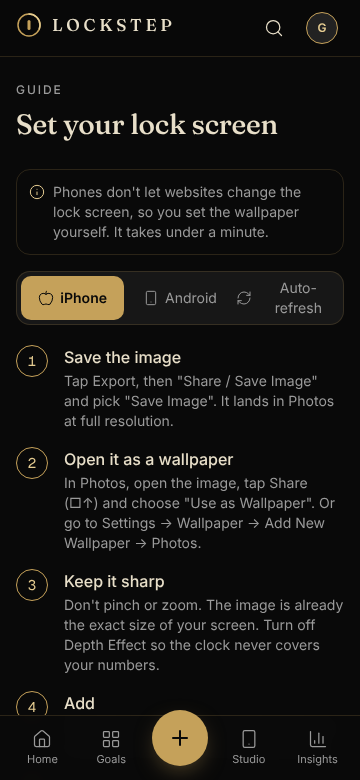 LOCKSTEP
G
GUIDE
Set your lock screen
Phones don't let websites change the
lock screen, so you set the wallpaper
yourself. It takes under a minute.
iPhone
Android
Auto-
refresh
1
Save the image
Tap Export, then "Share / Save Image"
and pick "Save Image". It lands in Photos
at full resolution.
2
Open it as a wallpaper
In Photos, open the image, tap Share
(□↑) and choose "Use as Wallpaper". Or
go to Settings → Wallpaper → Add New
Wallpaper → Photos.
3
Keep it sharp
Don't pinch or zoom. The image is already
the exact size of your screen. Turn off
Depth Effect so the clock never covers
your numbers.
4
Add
Home
Goals
Studio
Insights